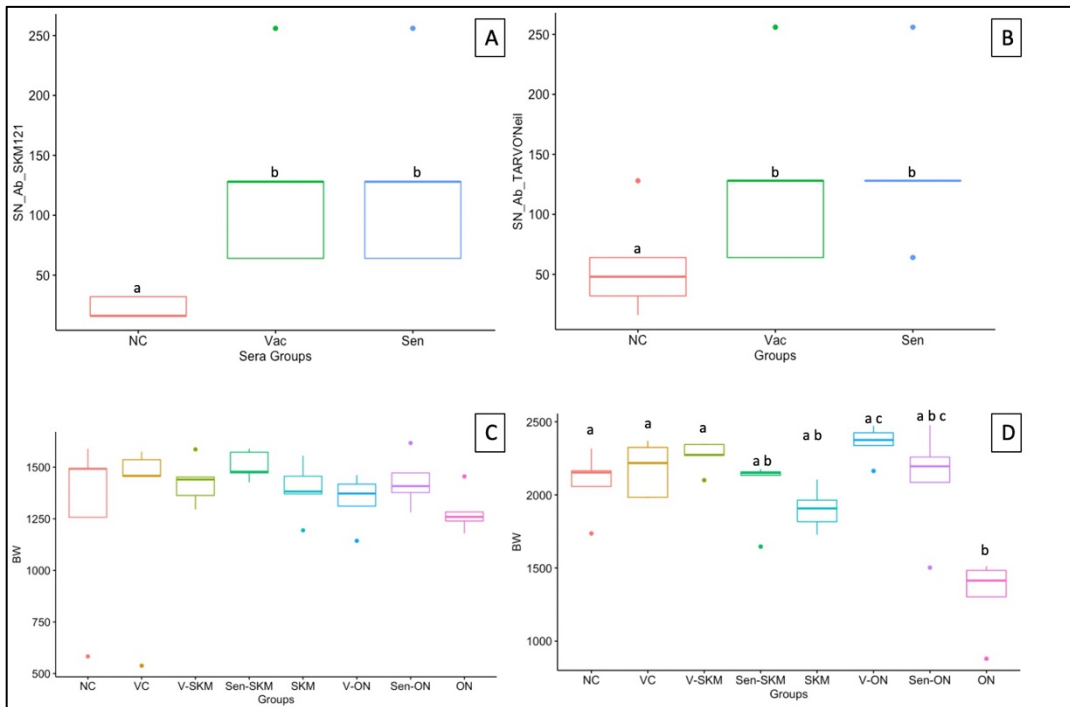 A
SN_Ab_SKM121
250
200
150
100
50
a
b
b
NC
Vac
Sen
Sera Groups
B
SN_Ab_TARVO'Neil
250
200
150
100
50
a
b
b
NC
Vac
Sen
Groups
C
BW
1500
1250
1000
750
500
NC
VC
V-SKM
Sen-SKM
SKM
V-ON
Sen-ON
ON
Groups
D
BW
2500
2000
1500
1000
a
a
a
a b
a b
a c
a b c
b
NC
VC
V-SKM
Sen-SKM
SKM
V-ON
Sen-ON
ON
Groups